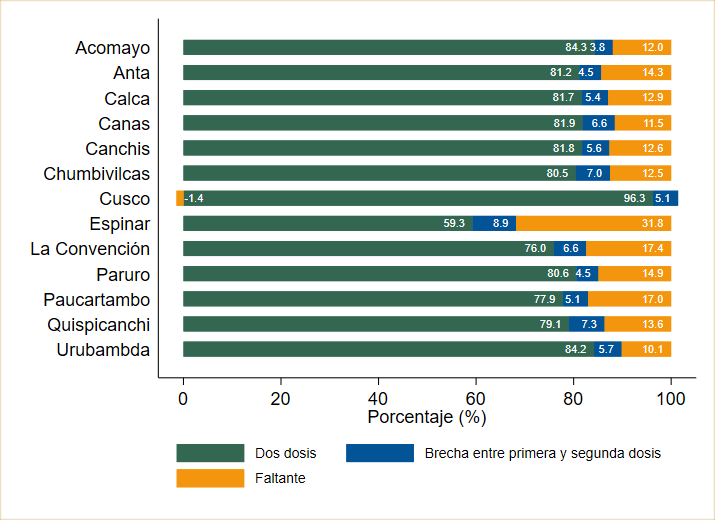 Acomayo 84.3 3.8 12.0
Anta 81.2 4.5 14.3
Calca 81.7 5.4 12.9
Canas 81.9 6.6 11.5
Canchis 81.8 5.6 12.6
Chumbivilcas 80.5 7.0 12.5
Cusco -1.4 96.3 5.1
Espinar 59.3 8.9 31.8
La Convención 76.0 6.6 17.4
Paruro 80.6 4.5 14.9
Paucartambo 77.9 5.1 17.0
Quispicanchi 79.1 7.3 13.6
Urubambda 84.2 5.7 10.1
0 20 40 60 80 100
Porcentaje (%)
Dos dosis Brecha entre primera y segunda dosis
Faltante